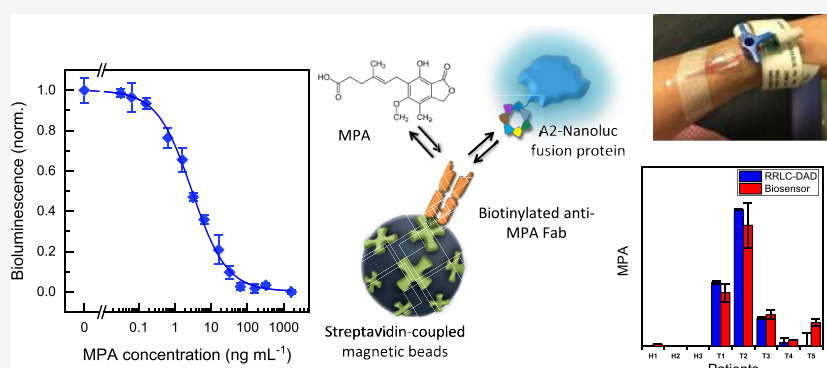 Bioluminescence (norm.)
1.0
0.8
0.6
0.4
0.2
0.0
0 0.1 1 10 100 1000
MPA concentration (ng mL-1)
CH3 OH O
HO
O
O
OCH3
CH3
MPA
A2-Nanoluc
fusion protein
Biotinylated anti-
MPA Fab
Streptavidin-coupled
magnetic beads
RRLC-DAD
Biosensor
MPA
H1 H2 H3 T1 T2 T3 T4 T5
Patients